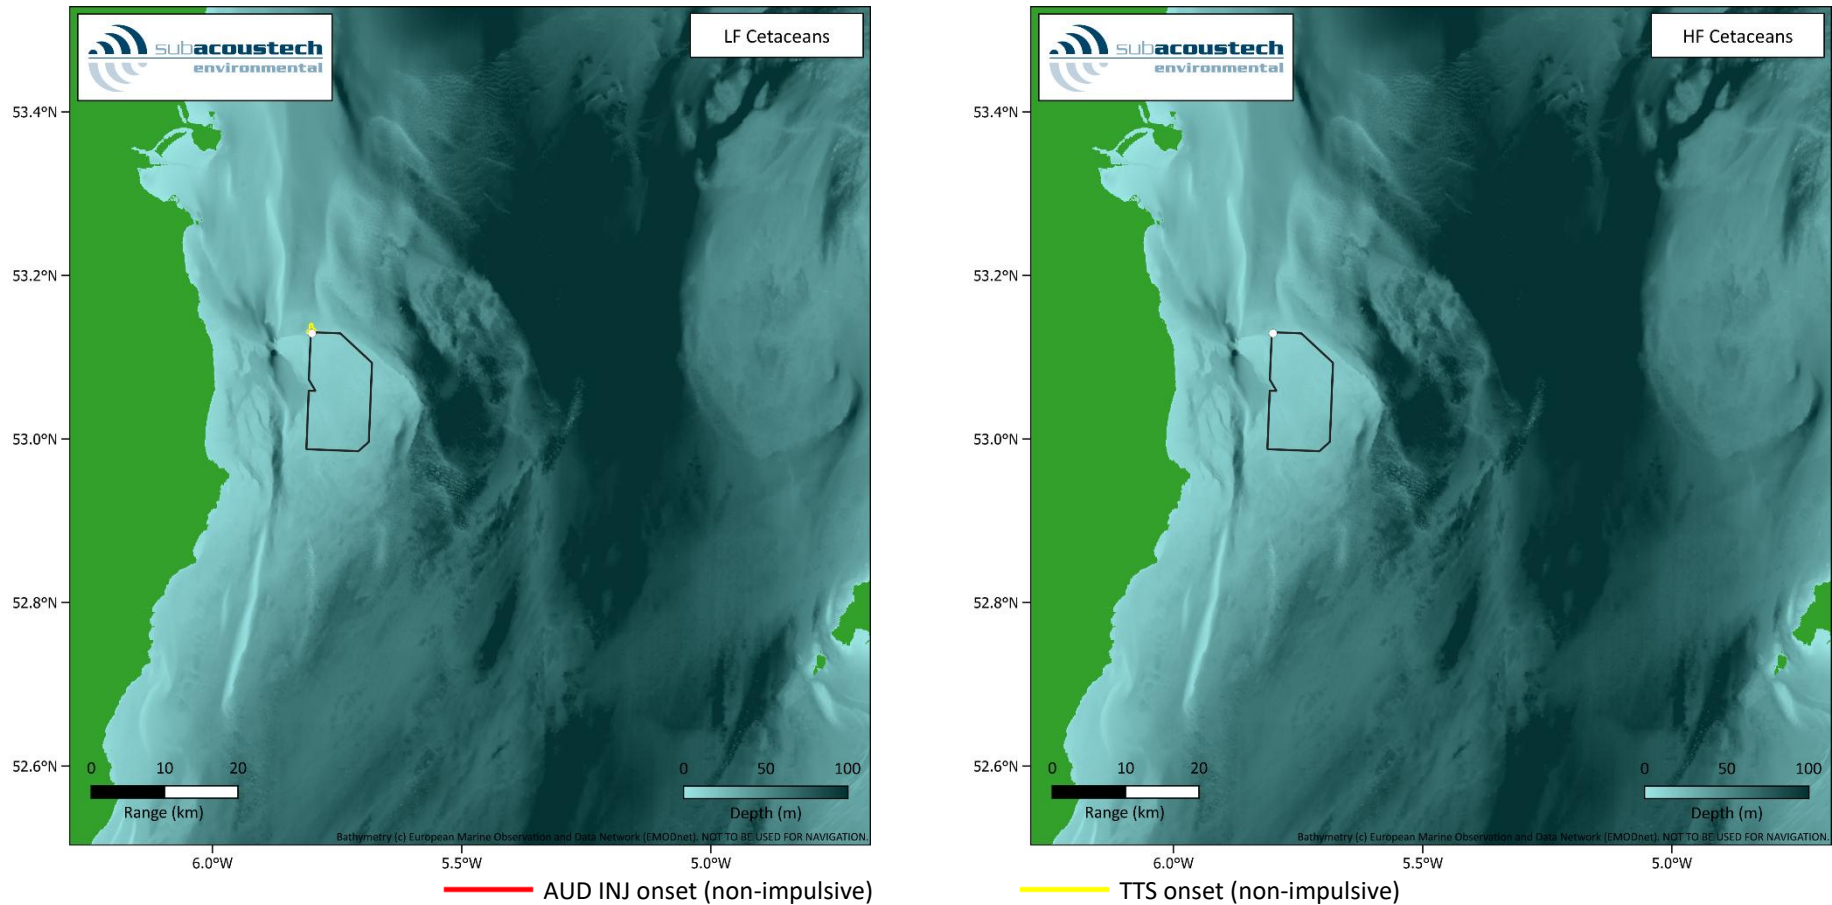 subacoustech
environmental
LF Cetaceans
53.4°N
53.2°N
53.0°N
52.8°N
52.6°N
0 10 20
Range (km)
0 50 100
Depth (m)
Bathymetry (c) European Marine Observation and Data Network (EMODnet). NOT TO BE USED FOR NAVIGATION.
6.0°W 5.5°W 5.0°W
subacoustech
environmental
HF Cetaceans
53.4°N
53.2°N
53.0°N
52.8°N
52.6°N
0 10 20
Range (km)
0 50 100
Depth (m)
Bathymetry (c) European Marine Observation and Data Network (EMODnet). NOT TO BE USED FOR NAVIGATION.
6.0°W 5.5°W 5.0°W
AUD INJ onset (non-impulsive) TTS onset (non-impulsive)